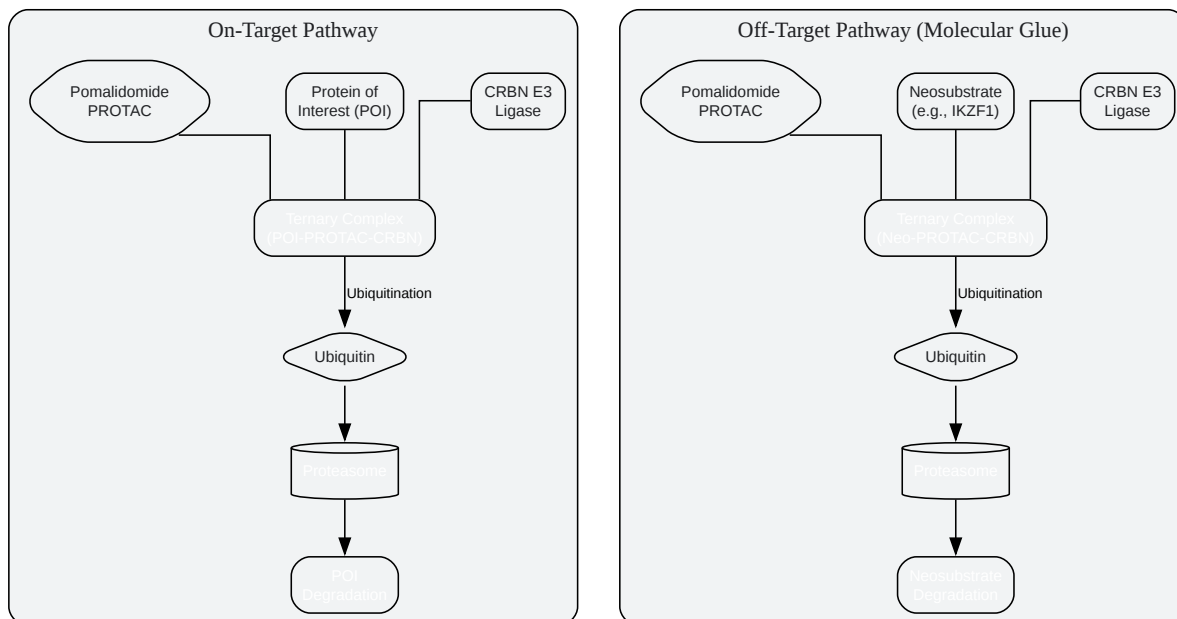 On-Target Pathway
Pomalidomide
PROTAC
Protein of
Interest (POI)
CRBN E3
Ligase
Ternary Complex
(POI-PROTAC-CRBN)
Ubiquitination
Ubiquitin
Proteasome
POI
Degradation
Off-Target Pathway (Molecular Glue)
Pomalidomide
PROTAC
Neosubstrate
(e.g., IKZF1)
CRBN E3
Ligase
Ternary Complex
(Neo-PROTAC-CRBN)
Ubiquitination
Ubiquitin
Proteasome
Neosubstrate
Degradation